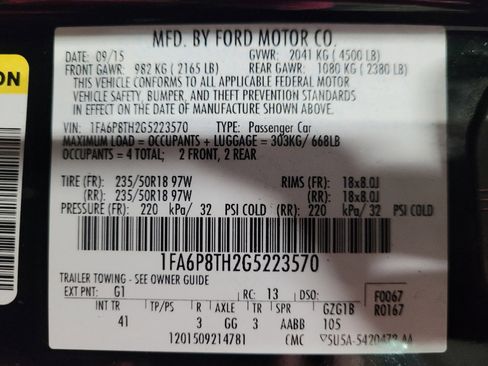 MFD. BY FORD MOTOR CO.
DATE: 09/15 GVWR: 2041 KG ( 4500 LB)
FRONT GAWR: 982 KG ( 2165 LB) REAR GAWR: 1080 KG ( 2380 LB)
THIS VEHICLE CONFORMS TO ALL APPLICABLE FEDERAL MOTOR
VEHICLE SAFETY, BUMPER, AND THEFT PREVENTION STANDARDS
IN EFFECT ON THE DATE OF MANUFACTURE SHOWN ABOVE.
VIN: 1FA6P8TH2G5223570 TYPE: Passenger Car
MAXIMUM LOAD = OCCUPANTS + LUGGAGE = 303KG/ 668LB
OCCUPANTS = 4 TOTAL; 2 FRONT, 2 REAR
TIRE (FR): 235/50R18 97W RIMS (FR): 18x8.0J
(RR): 235/50R18 97W (RR): 18x8.0J
PRESSURE (FR): 220 kPa/ 32 PSI COLD (RR): 220 kPa/ 32 PSI COLD
1FA6P8TH2G5223570
TRAILER TOWING - SEE OWNER GUIDE
EXT PNT: G1 RC: 13 DSO: F0067
INT TR TP/PS R AXLE TR SPR GZG1B R0167
41 3 GG 3 AABB 105
1201509214781 CMC
ON